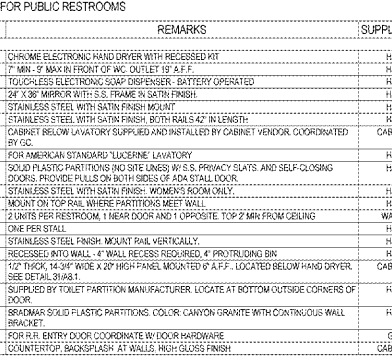 FOR PUBLIC RESTROOMS
REMARKS SUPPL
CHROME ELECTRONIC HAND DRYER WITH RECESSED KIT H
7" MIN - 9" MAX IN FRONT OF WC. OUTLET 19" A.F.F. H
TOUCHLESS ELECTRONIC SOAP DISPENSER - BATTERY OPERATED H
24" X 36" MIRROR WITH S.S. FRAME IN SATIN FINISH. H
STAINLESS STEEL WITH SATIN FINISH MOUNT H
STAINLESS STEEL WITH SATIN FINISH, BOTH RAILS 42" IN LENGTH H
CABINET BELOW LAVATORY SUPPLIED AND INSTALLED BY CABINET VENDOR. COORDINATED CAB
BY GC.
FOR AMERICAN STANDARD "LUCERNE" LAVATORY H
SOLID PLASTIC PARTITIONS (NO SITE LINES) W/ S.S. PRIVACY SLATS. AND SELF-CLOSING H
DOORS. PROVIDE PULLS ON BOTH SIDES OF ADA STALL DOOR.
STAINLESS STEEL WITH SATIN FINISH. WOMEN'S ROOM ONLY. H
MOUNT ON TOP RAIL WHERE PARTITIONS MEET WALL H
2 UNITS PER RESTROOM, 1 NEAR DOOR AND 1 OPPOSITE. TOP 2' MIN FROM CEILING WA
ONE PER STALL H
STAINLESS STEEL FINISH. MOUNT RAIL VERTICALLY. H
RECESSED INTO WALL - 4" WALL RECESS REQUIRED, 4" PROTRUDING BIN H
1/2" THICK, 14-3/4" WIDE X 20" HIGH PANEL MOUNTED 6" A.F.F. LOCATED BELOW HAND DRYER. CAB
SEE DETAIL 31/A8.1.
SUPPLIED BY TOILET PARTITION MANUFACTURER. LOCATE AT BOTTOM OUTSIDE CORNERS OF H
DOOR.
BRADMAR SOLID PLASTIC PARTITIONS. COLOR: CANYON GRANITE WITH CONTINUOUS WALL H
BRACKET.
FOR R.R. ENTRY DOOR COORDINATE W/ DOOR HARDWARE
COUNTERTOP, BACKSPLASH AT WALLS, HIGH GLOSS FINISH CAB